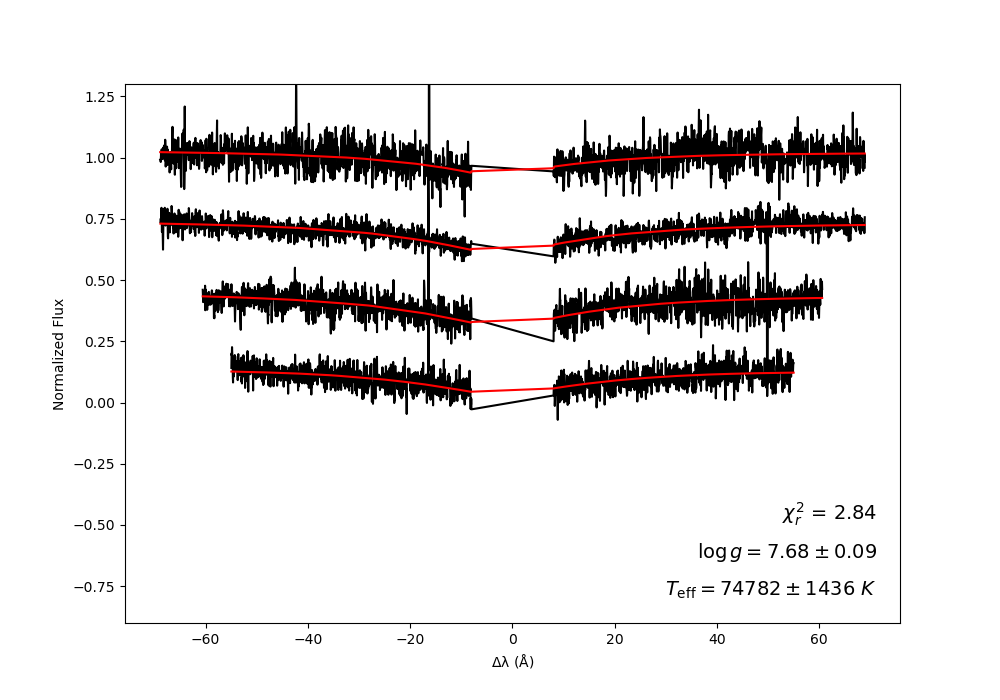 1.25
1.00
0.75
0.50
0.25
0.00
−0.25
−0.50
−0.75
Normalized Flux
χ²ᵣ = 2.84
log g = 7.68 ± 0.09
T_eff = 74782 ± 1436 K
−60 −40 −20 0 20 40 60
Δλ (Å)